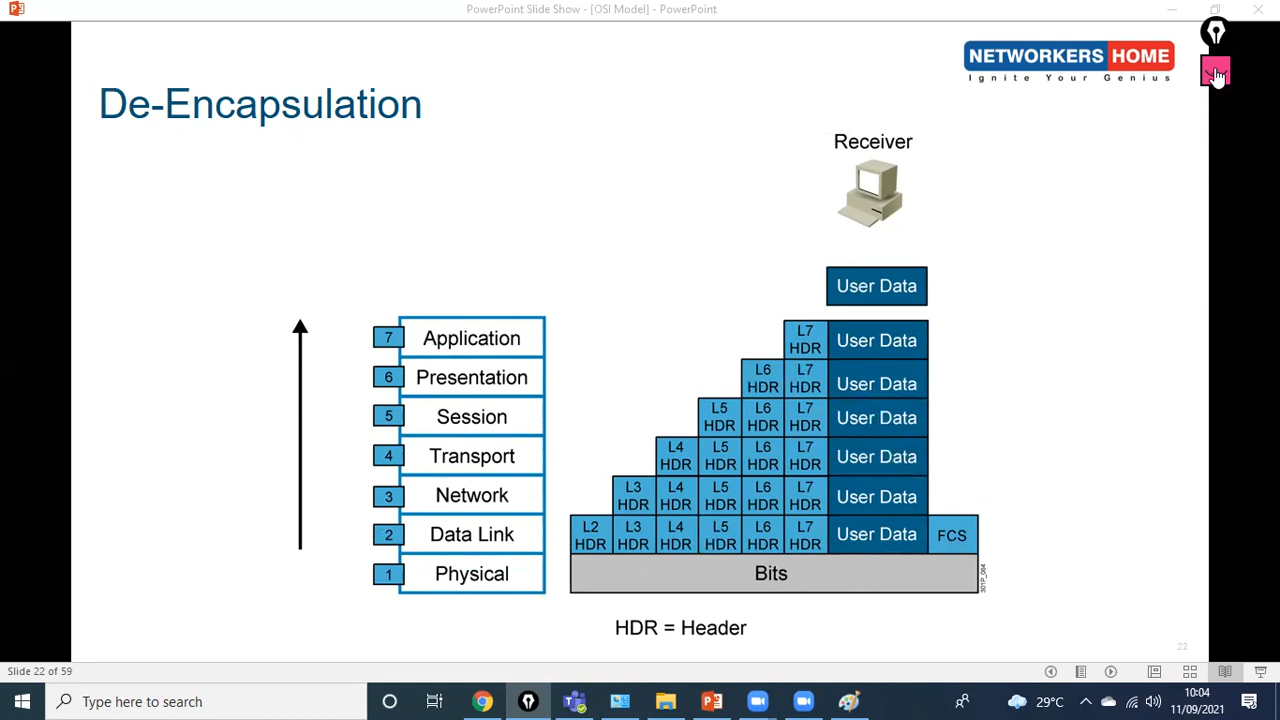 PowerPoint Slide Show - [OSI Model] - PowerPoint
NETWORKERS HOME
Ignite Your Genius
De-Encapsulation
Receiver
User Data
7 Application L7 HDR User Data
6 Presentation L6 HDR L7 HDR User Data
5 Session L5 HDR L6 HDR L7 HDR User Data
4 Transport L4 HDR L5 HDR L6 HDR L7 HDR User Data
3 Network L3 HDR L4 HDR L5 HDR L6 HDR L7 HDR User Data
2 Data Link L2 HDR L3 HDR L4 HDR L5 HDR L6 HDR L7 HDR User Data FCS
1 Physical Bits
301P_064
HDR = Header
22
Slide 22 of 59
Type here to search
29°C
10:04
11/09/2021